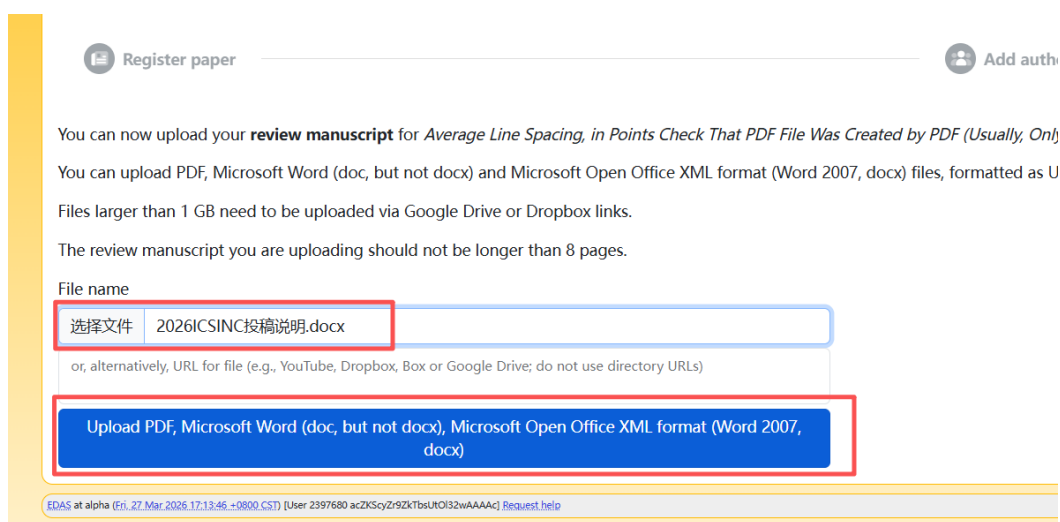 Register paper
Add autho
You can now upload your review manuscript for Average Line Spacing, in Points Check That PDF File Was Created by PDF (Usually, Only
You can upload PDF, Microsoft Word (doc, but not docx) and Microsoft Open Office XML format (Word 2007, docx) files, formatted as U
Files larger than 1 GB need to be uploaded via Google Drive or Dropbox links.
The review manuscript you are uploading should not be longer than 8 pages.
File name
选择文件 2026ICSINC投稿说明.docx
or, alternatively, URL for file (e.g., YouTube, Dropbox, Box or Google Drive; do not use directory URLs)
Upload PDF, Microsoft Word (doc, but not docx), Microsoft Open Office XML format (Word 2007,
docx)
EDAS at alpha (Fri, 27 Mar 2026 17:13:46 +0800 CST) [User 2397680 acZKScyZr9ZkTbsUtOl32wAAAAc] Request help